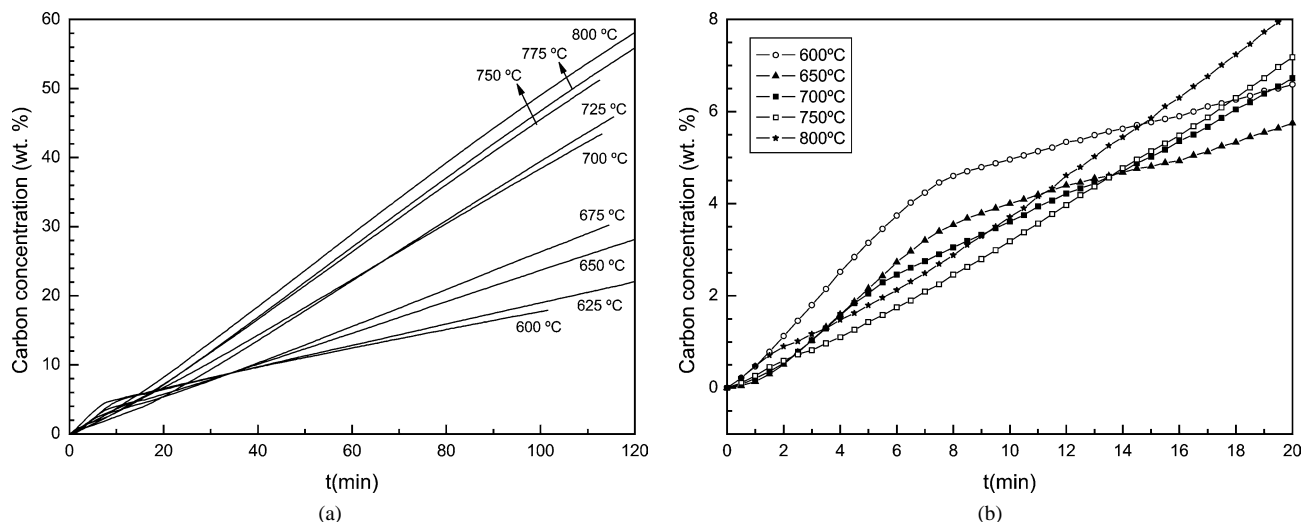 60
50
40
30
20
10
0
Carbon concentration (wt. %)
800 ºC
775 ºC
750 ºC
725 ºC
700 ºC
675 ºC
650 ºC
625 ºC
600 ºC
0 20 40 60 80 100 120
t(min)
(a)
8
6
4
2
0
Carbon concentration (wt. %)
600ºC
650ºC
700ºC
750ºC
800ºC
0 2 4 6 8 10 12 14 16 18 20
t(min)
(b)